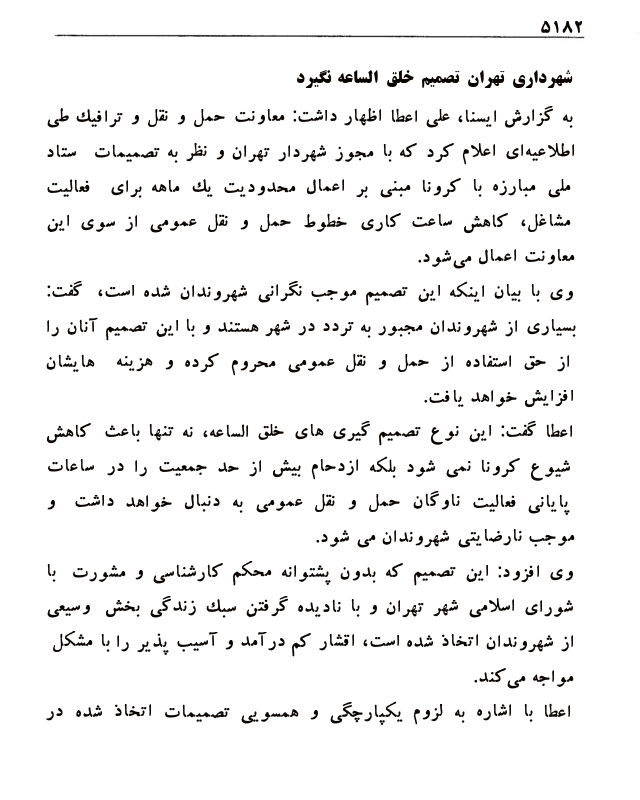 ۵۱۸۲
شهرداری تهران تصمیم خلق الساعه نگیرد
به گزارش ایسنا، علی اعطا اظهار داشت: معاونت حمل و نقل و ترافیك طی
اطلاعیه‌ای اعلام کرد که با مجوز شهردار تهران و نظر به تصمیمات ستاد
ملی مبارزه با کرونا مبنی بر اعمال محدودیت یك ماهه برای فعالیت
مشاغل، کاهش ساعت کاری خطوط حمل و نقل عمومی از سوی این
معاونت اعمال می‌شود.
وی با بیان اینکه این تصمیم موجب نگرانی شهروندان شده است، گفت:
بسیاری از شهروندان مجبور به تردد در شهر هستند و با این تصمیم آنان را
از حق استفاده از حمل و نقل عمومی محروم کرده و هزینه هایشان
افزایش خواهد یافت.
اعطا گفت: این نوع تصمیم گیری های خلق الساعه، نه تنها باعث کاهش
شیوع کرونا نمی شود بلکه ازدحام بیش از حد جمعیت را در ساعات
پایانی فعالیت ناوگان حمل و نقل عمومی به دنبال خواهد داشت و
موجب نارضایتی شهروندان می شود.
وی افزود: این تصمیم که بدون پشتوانه محکم کارشناسی و مشورت با
شورای اسلامی شهر تهران و با نادیده گرفتن سبك زندگی بخش وسیعی
از شهروندان اتخاذ شده است، اقشار کم درآمد و آسیب پذیر را با مشکل
مواجه می‌کند.
اعطا با اشاره به لزوم یکپارچگی و همسویی تصمیمات اتخاذ شده در